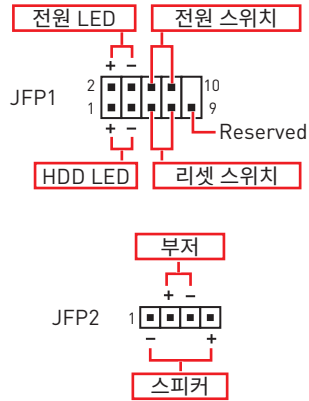 전원 LED 전원 스위치
+ −
2 10
JFP1
1 9
+ − Reserved
HDD LED 리셋 스위치
부저
+ −
JFP2 1
− +
스피커